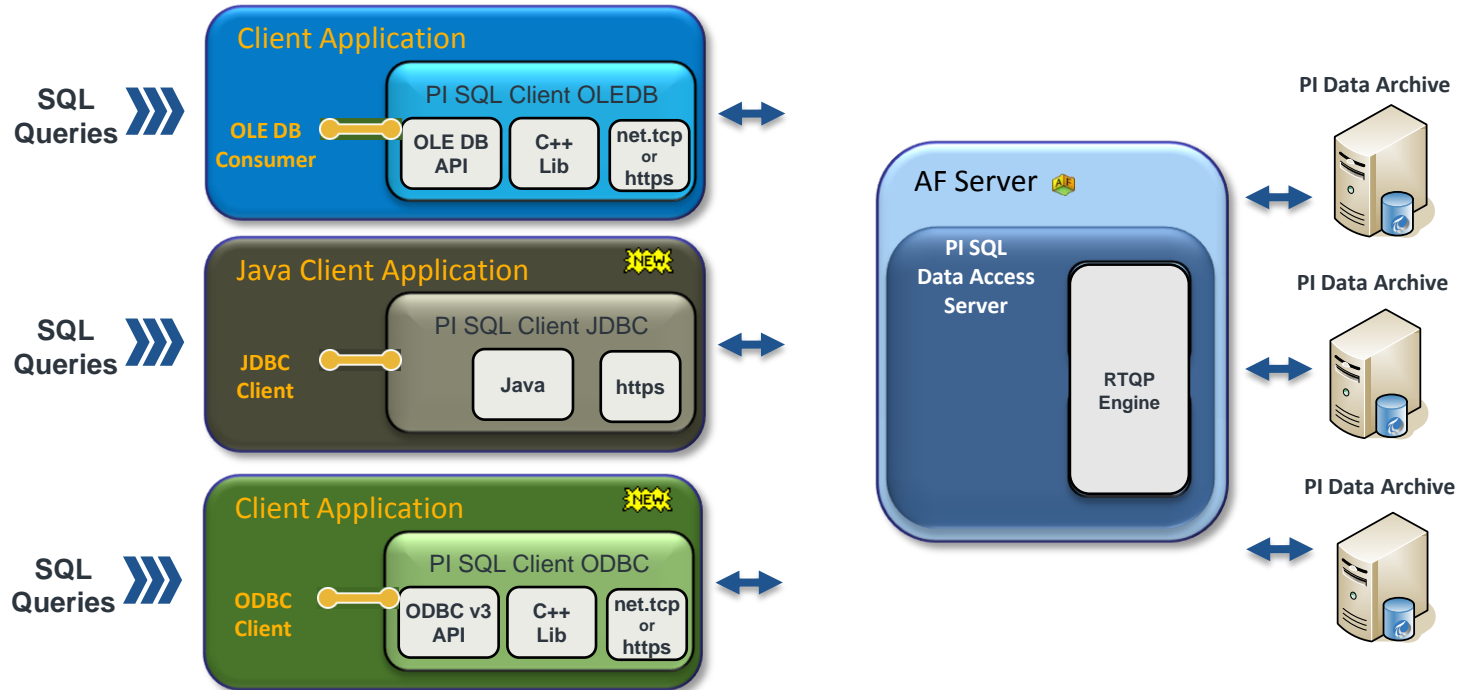 SQL
Queries
Client Application
PI SQL Client OLEDB
OLE DB
Consumer
OLE DB
API
C++
Lib
net.tcp
or
https
SQL
Queries
Java Client Application
NEW
PI SQL Client JDBC
JDBC
Client
Java
https
SQL
Queries
Client Application
NEW
PI SQL Client ODBC
ODBC
Client
ODBC v3
API
C++
Lib
net.tcp
or
https
AF Server
AF
PI SQL
Data Access
Server
RTQP
Engine
PI Data Archive
PI Data Archive
PI Data Archive